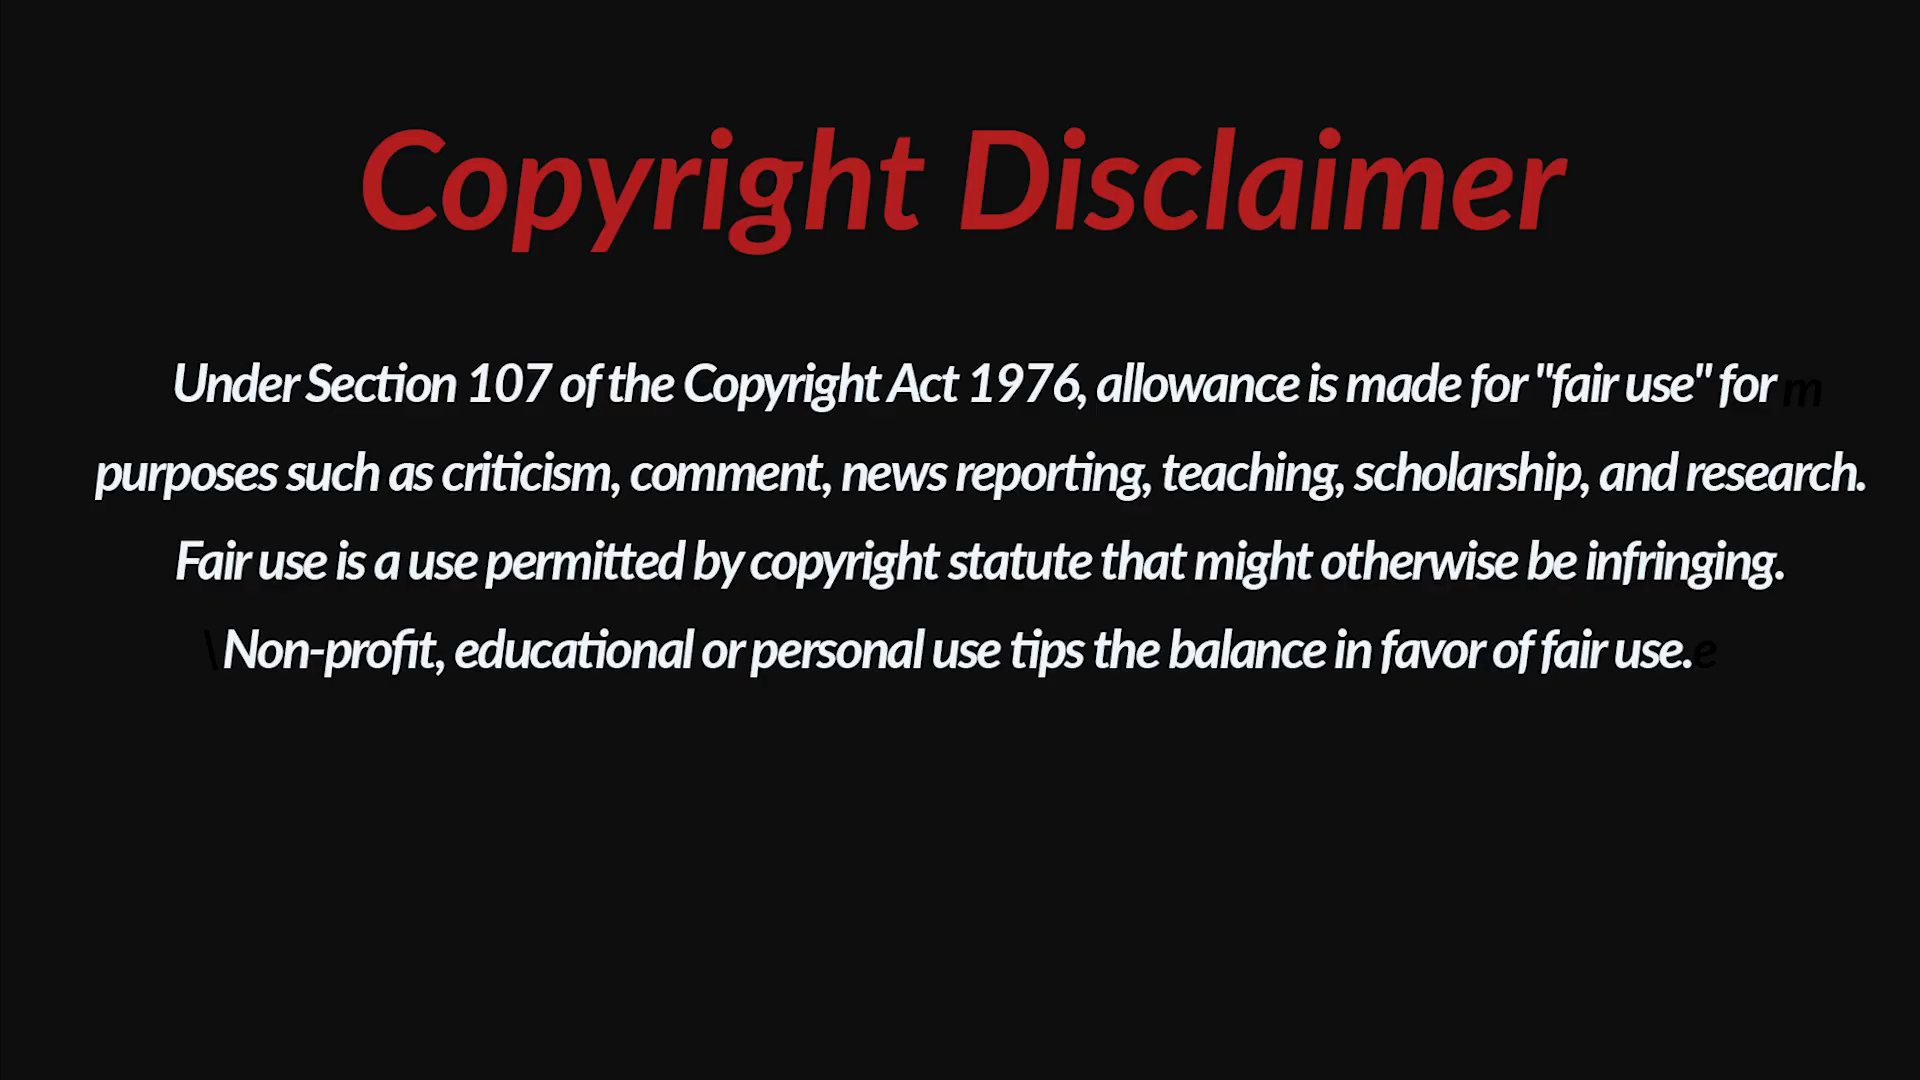 Copyright Disclaimer
Under Section 107 of the Copyright Act 1976, allowance is made for "fair use" for m
purposes such as criticism, comment, news reporting, teaching, scholarship, and research.
Fair use is a use permitted by copyright statute that might otherwise be infringing.
\ Non-profit, educational or personal use tips the balance in favor of fair use.e